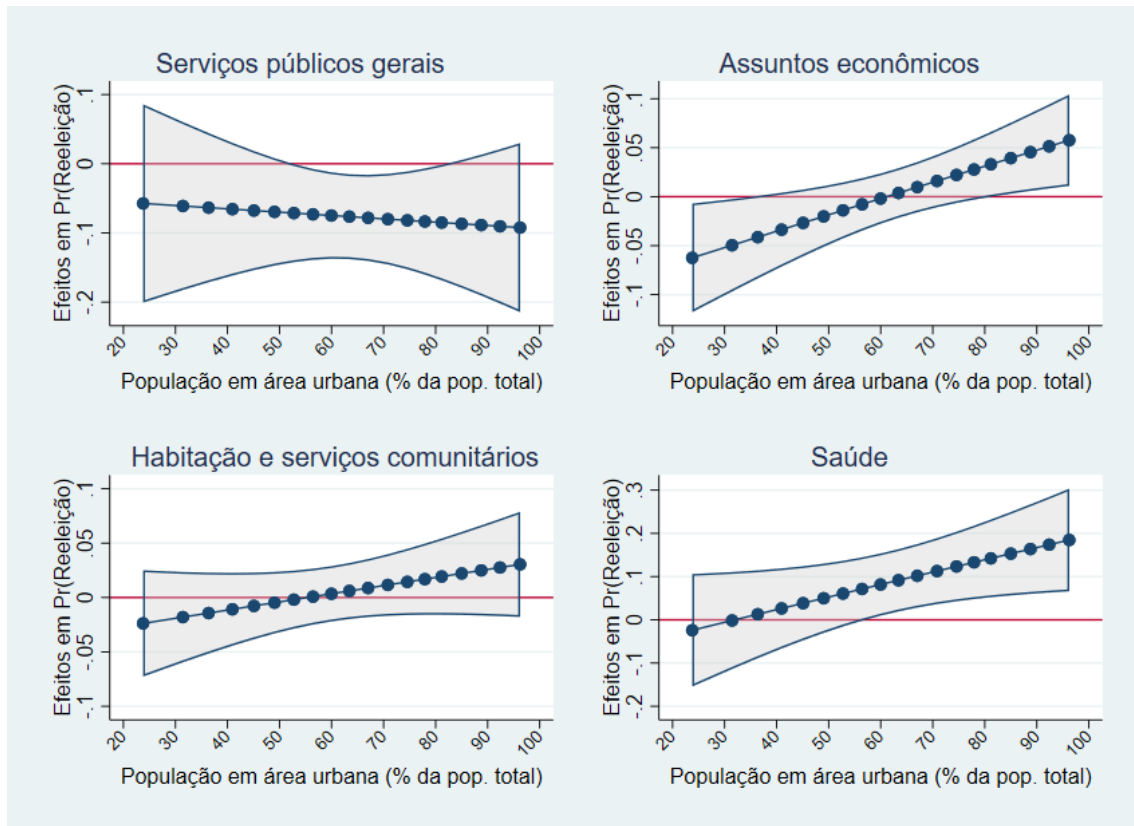 Serviços públicos gerais
Efeitos em Pr(Reeleição)
.1
0
-.1
-.2
20 30 40 50 60 70 80 90 100
População em área urbana (% da pop. total)
Assuntos econômicos
Efeitos em Pr(Reeleição)
.1
.05
0
-.05
-.1
20 30 40 50 60 70 80 90 100
População em área urbana (% da pop. total)
Habitação e serviços comunitários
Efeitos em Pr(Reeleição)
.1
.05
0
-.05
-.1
20 30 40 50 60 70 80 90 100
População em área urbana (% da pop. total)
Saúde
Efeitos em Pr(Reeleição)
.3
.2
.1
0
-.1
-.2
20 30 40 50 60 70 80 90 100
População em área urbana (% da pop. total)